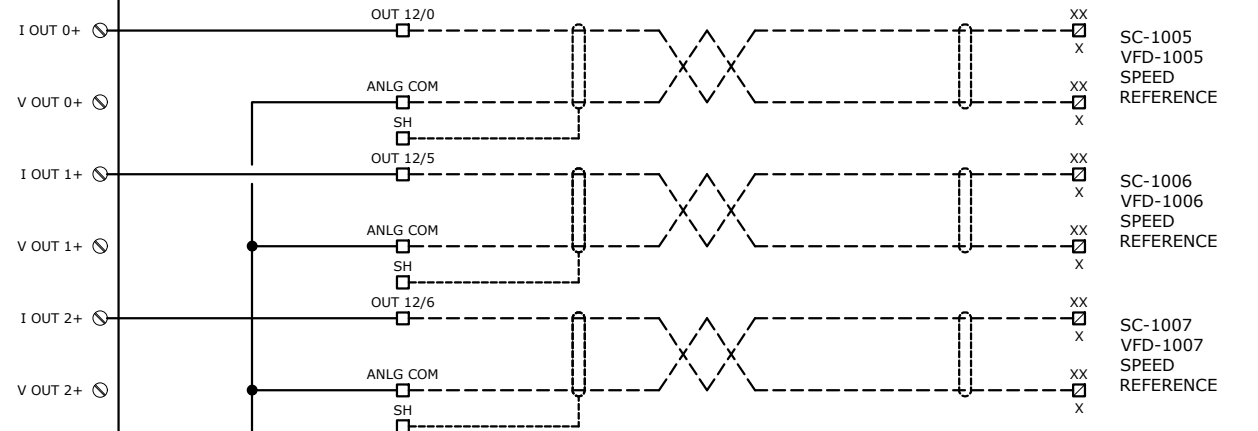 OUT 12/0
XX
I OUT 0+
X
SC-1005
VFD-1005
SPEED
REFERENCE
ANLG COM
XX
V OUT 0+
X
SH
OUT 12/5
XX
I OUT 1+
X
SC-1006
VFD-1006
SPEED
REFERENCE
ANLG COM
XX
V OUT 1+
X
SH
OUT 12/6
XX
I OUT 2+
X
SC-1007
VFD-1007
SPEED
REFERENCE
ANLG COM
XX
V OUT 2+
X
SH